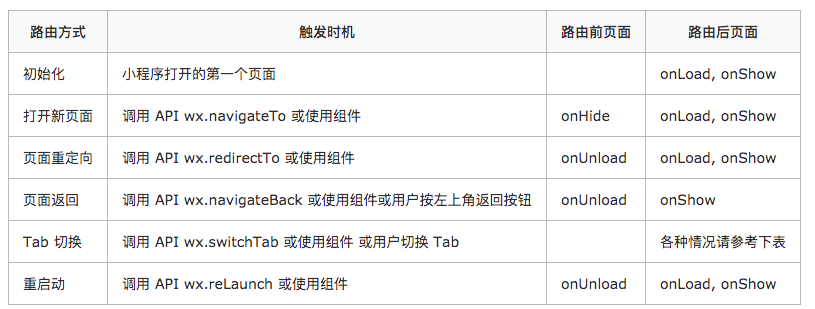 路由方式 触发时机 路由前页面 路由后页面
初始化 小程序打开的第一个页面 onLoad, onShow
打开新页面 调用 API wx.navigateTo 或使用组件 onHide onLoad, onShow
页面重定向 调用 API wx.redirectTo 或使用组件 onUnload onLoad, onShow
页面返回 调用 API wx.navigateBack 或使用组件或用户按左上角返回按钮 onUnload onShow
Tab 切换 调用 API wx.switchTab 或使用组件 或用户切换 Tab 各种情况请参考下表
重启动 调用 API wx.reLaunch 或使用组件 onUnload onLoad, onShow